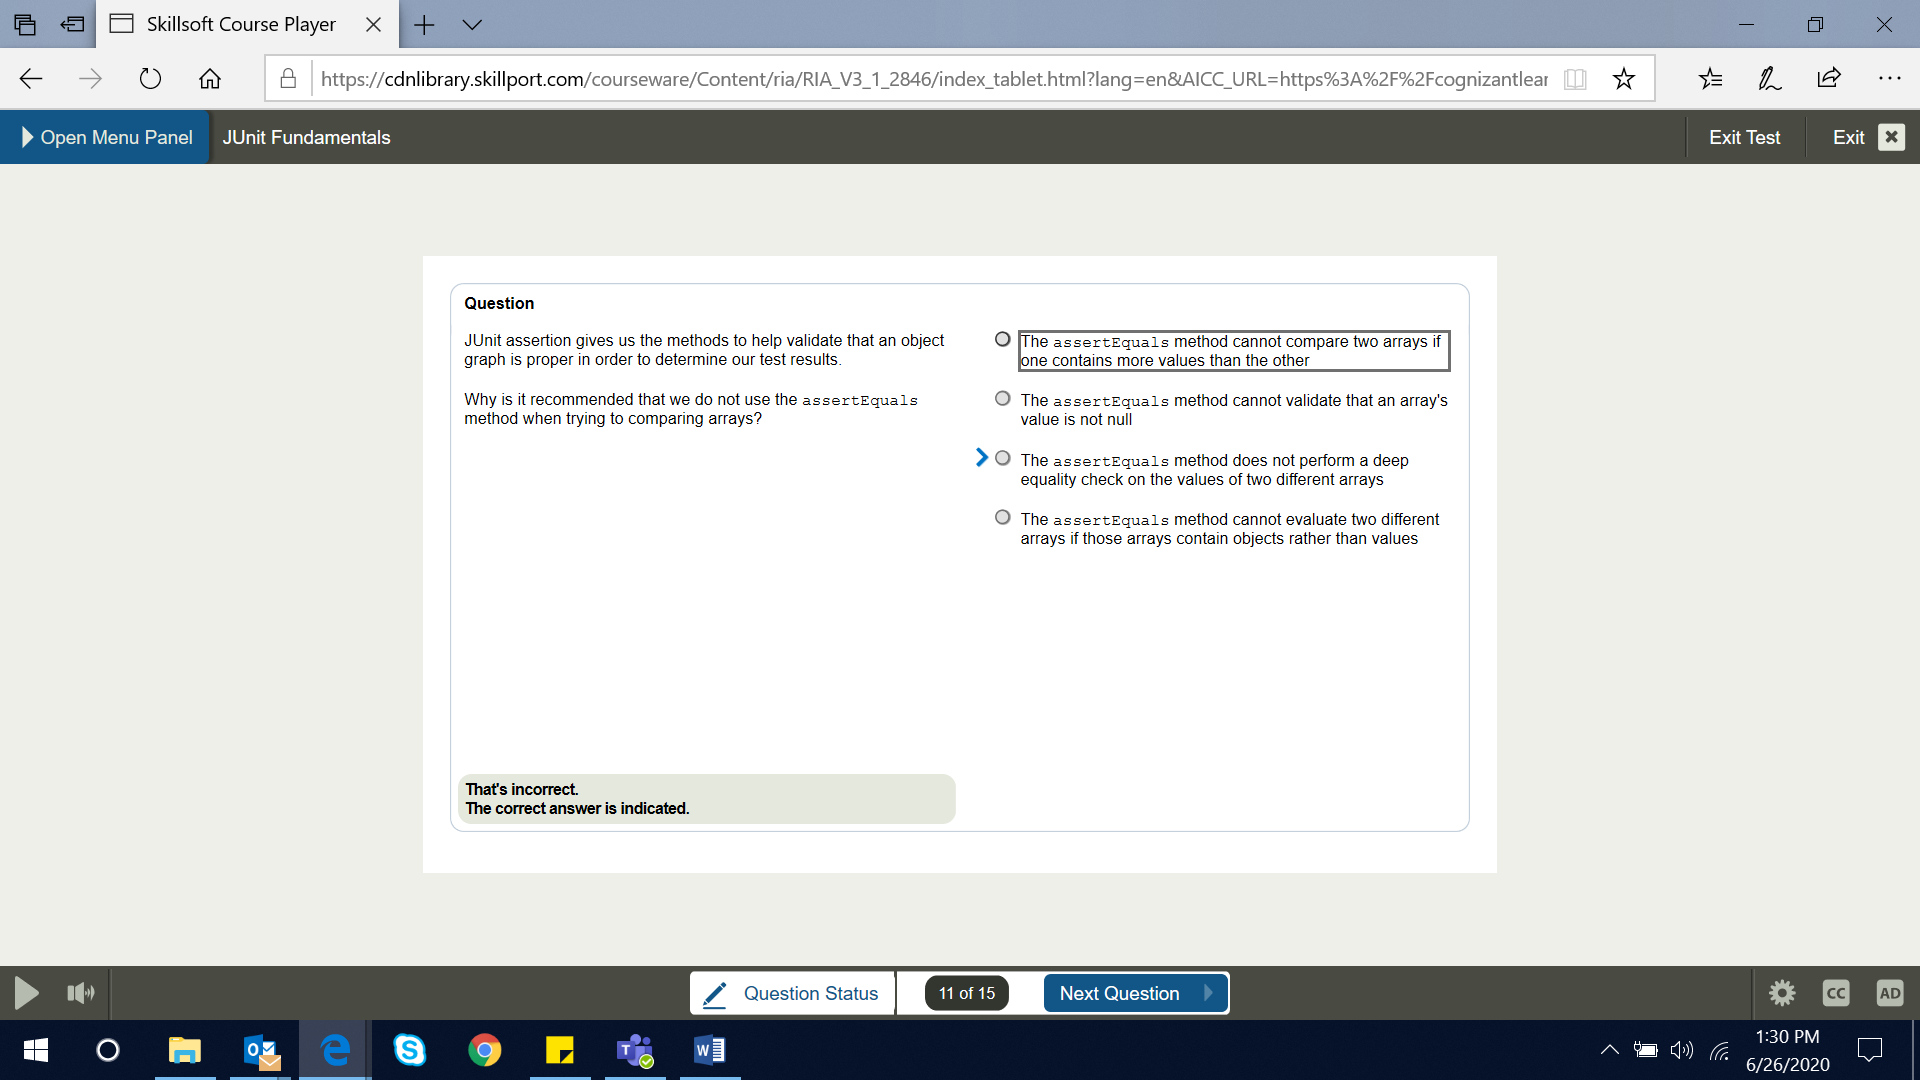 Skillsoft Course Player
https://cdnlibrary.skillport.com/courseware/Content/ria/RIA_V3_1_2846/index_tablet.html?lang=en&AICC_URL=https%3A%2F%2Fcognizantlear
Open Menu Panel
JUnit Fundamentals
Exit Test
Exit
Question
JUnit assertion gives us the methods to help validate that an object
graph is proper in order to determine our test results.
Why is it recommended that we do not use the assertEquals
method when trying to comparing arrays?
The assertEquals method cannot compare two arrays if
one contains more values than the other
The assertEquals method cannot validate that an array's
value is not null
The assertEquals method does not perform a deep
equality check on the values of two different arrays
The assertEquals method cannot evaluate two different
arrays if those arrays contain objects rather than values
That's incorrect.
The correct answer is indicated.
Question Status
11 of 15
Next Question
CC
AD
1:30 PM
6/26/2020